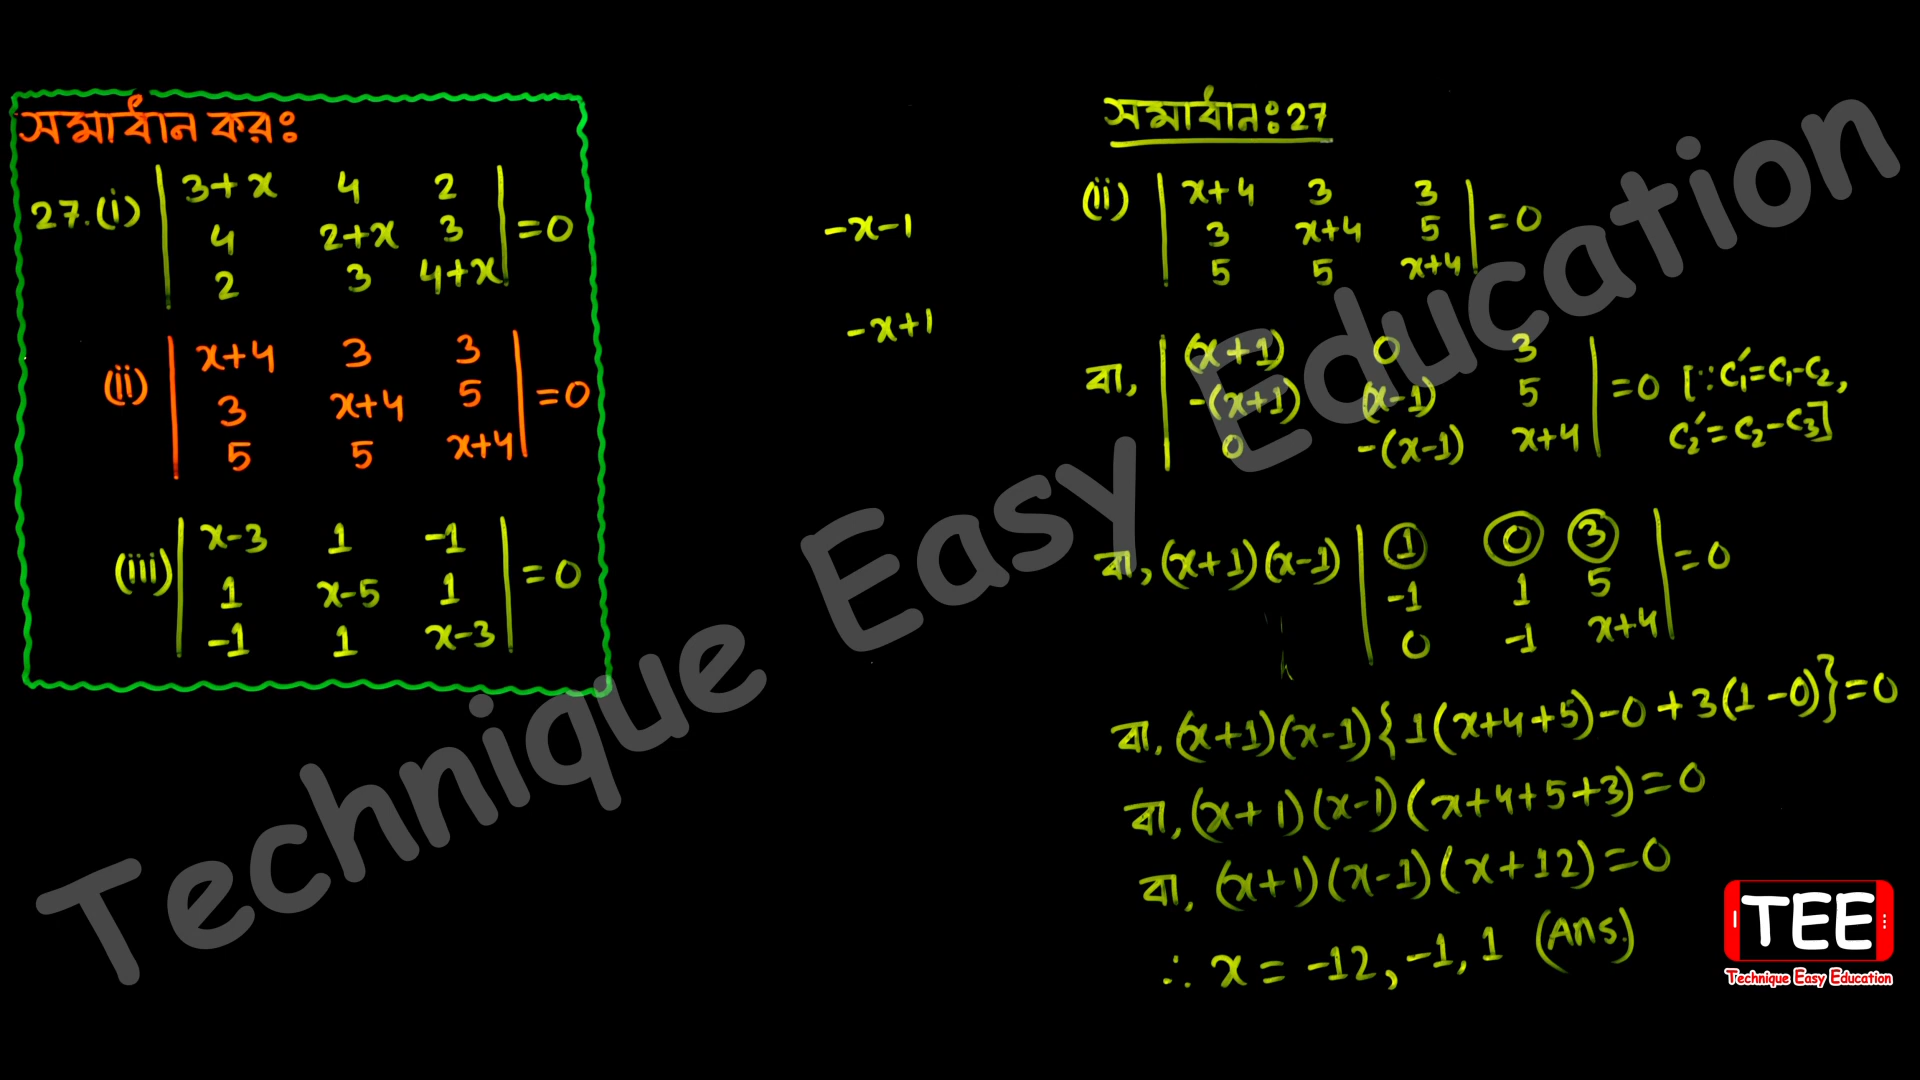 সমাধান করঃ
27.(i) | 3+x 4 2 |
| 4 2+x 3 | =0
| 2 3 4+x |
(ii) | x+4 3 3 |
| 3 x+4 5 | =0
| 5 5 x+4 |
(iii) | x-3 1 -1 |
| 1 x-5 1 | =0
| -1 1 x-3 |
-x-1
-x+1
সমাধানঃ27
(ii) | x+4 3 3 |
| 3 x+4 5 | =0
| 5 5 x+4 |
বা, | (x+1) 0 3 |
| -(x+1) (x-1) 5 | =0 [∵C₁′=C₁-C₂,
| 0 -(x-1) x+4 | C₂′=C₂-C₃]
বা, (x+1)(x-1) | 1 0 3 |
| -1 1 5 | =0
| 0 -1 x+4 |
বা, (x+1)(x-1){1(x+4+5)-0+3(1-0)}=0
বা, (x+1)(x-1)(x+4+5+3)=0
বা, (x+1)(x-1)(x+12)=0
∴ x = -12, -1, 1 (Ans.)
Technique Easy Education
TEE
Technique Easy Education